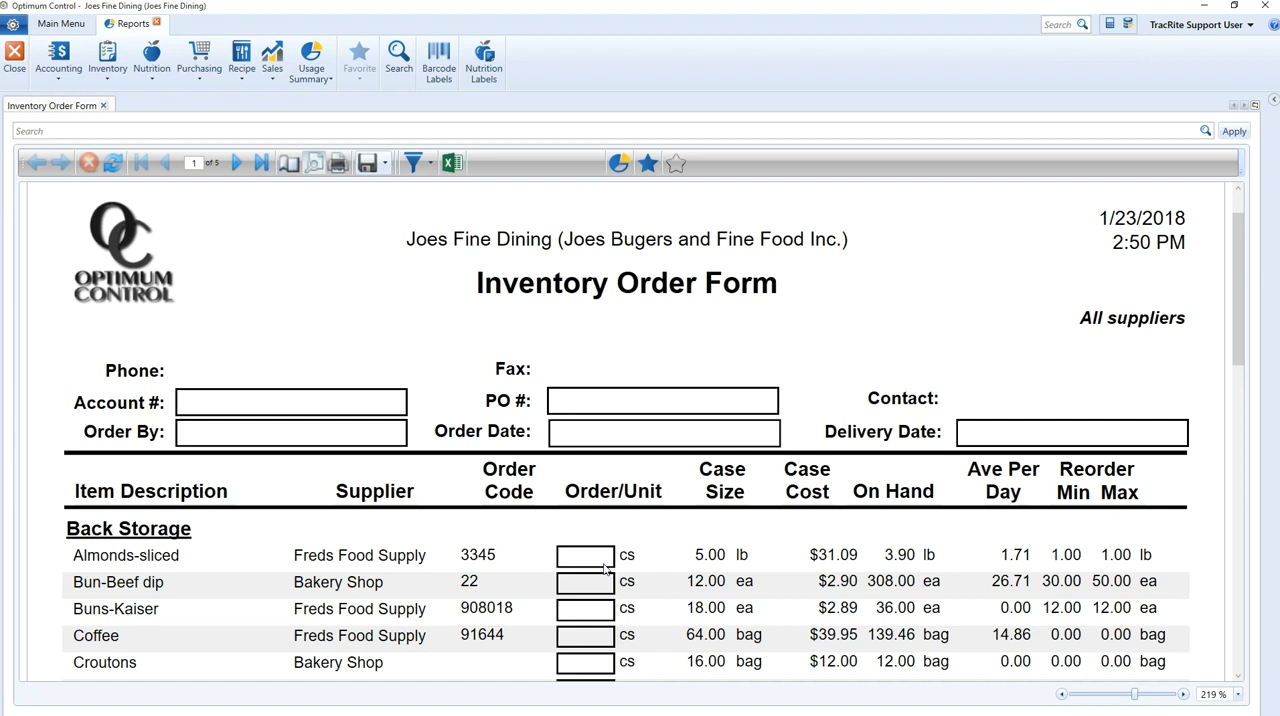 Optimum Control - Joes Fine Dining (Joes Fine Dining)
Main Menu Reports Search TracRite Support User
Close Accounting Inventory Nutrition Purchasing Recipe Sales Usage Summary Favorite Search Barcode Labels Nutrition Labels
Inventory Order Form
Search Apply
1 of 5
1/23/2018
OC Joes Fine Dining (Joes Bugers and Fine Food Inc.) 2:50 PM
OPTIMUM CONTROL Inventory Order Form
All suppliers
Phone: Fax:
Account #: PO #: Contact:
Order By: Order Date: Delivery Date:
Item Description Supplier Order Code Order/Unit Case Size Case Cost On Hand Ave Per Day Reorder Min Max
Back Storage
Almonds-sliced Freds Food Supply 3345 cs 5.00 lb $31.09 3.90 lb 1.71 1.00 1.00 lb
Bun-Beef dip Bakery Shop 22 cs 12.00 ea $2.90 308.00 ea 26.71 30.00 50.00 ea
Buns-Kaiser Freds Food Supply 908018 cs 18.00 ea $2.89 36.00 ea 0.00 12.00 12.00 ea
Coffee Freds Food Supply 91644 cs 64.00 bag $39.95 139.46 bag 14.86 0.00 0.00 bag
Croutons Bakery Shop cs 16.00 bag $12.00 12.00 bag 0.00 0.00 0.00 bag
219 %